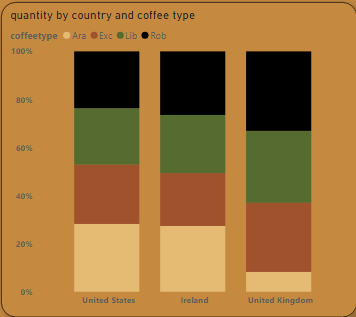 quantity by country and coffee type
coffeetype Ara Exc Lib Rob
100%
80%
60%
40%
20%
0%
United States Ireland United Kingdom